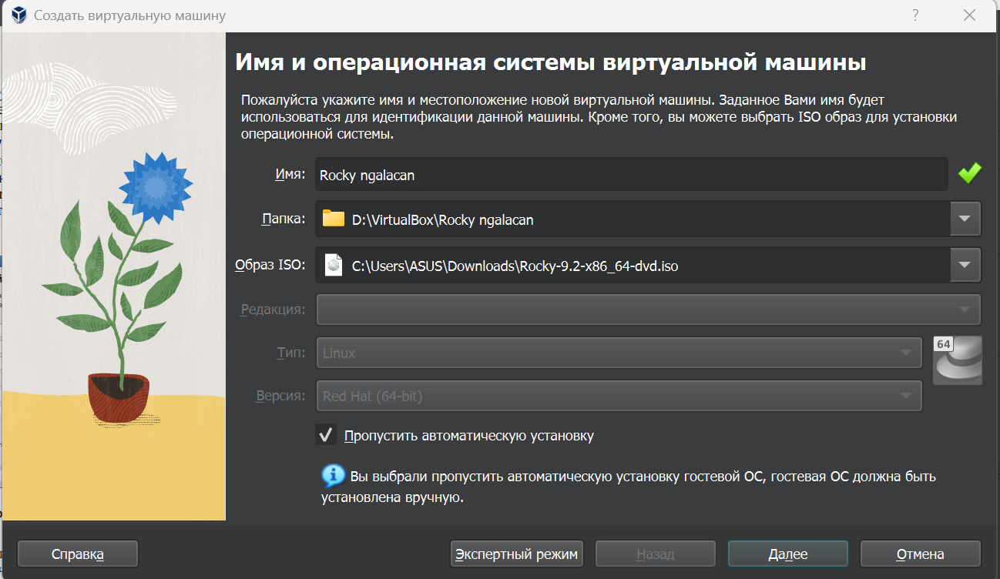 Создать виртуальную машину
?
Имя и операционная системы виртуальной машины
Пожалуйста укажите имя и местоположение новой виртуальной машины. Заданное Вами имя будет
использоваться для идентификации данной машины. Кроме того, вы можете выбрать ISO образ для установки
операционной системы.
Имя: Rocky ngalacan
Папка: D:\VirtualBox\Rocky ngalacan
Образ ISO: C:\Users\ASUS\Downloads\Rocky-9.2-x86_64-dvd.iso
Редакция:
Тип: Linux
64
Версия: Red Hat (64-bit)
Пропустить автоматическую установку
Вы выбрали пропустить автоматическую установку гостевой ОС, гостевая ОС должна быть
установлена вручную.
Справка Экспертный режим Назад Далее Отмена